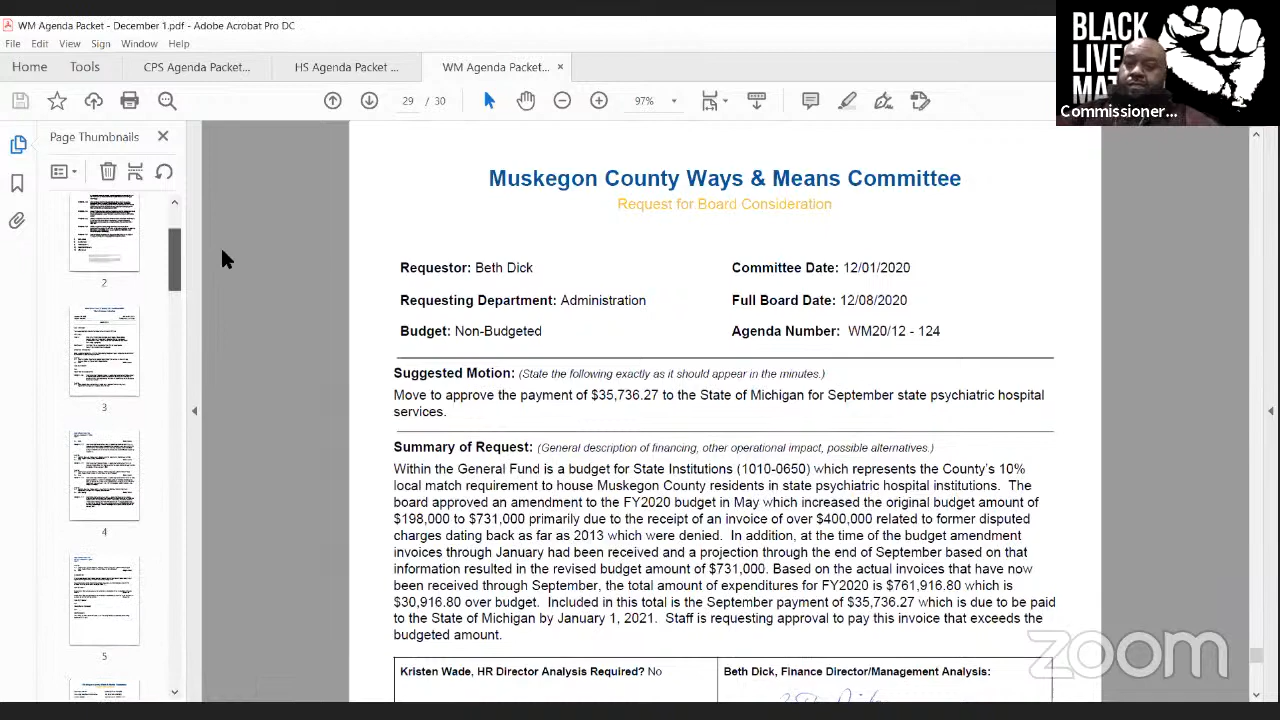 WM Agenda Packet - December 1.pdf - Adobe Acrobat Pro DC
File Edit View Sign Window Help
Home Tools CPS Agenda Packet... HS Agenda Packet ... WM Agenda Packet... ×
29 / 30 97%
BLACK
LIVE
MA
Commissioner...
Page Thumbnails
2
3
4
5
Muskegon County Ways & Means Committee
Request for Board Consideration
Requestor: Beth Dick Committee Date: 12/01/2020
Requesting Department: Administration Full Board Date: 12/08/2020
Budget: Non-Budgeted Agenda Number: WM20/12 - 124
Suggested Motion: (State the following exactly as it should appear in the minutes.)
Move to approve the payment of $35,736.27 to the State of Michigan for September state psychiatric hospital
services.
Summary of Request: description of financing, other operational impact, possible alternatives.)
Within the General Fund is a budget for State Institutions which represents the County's 10%
local match requirement to house Muskegon County residents in a psychiatric hospital institutions. The
board approved an amendment to the FY2020 budget in May which increased the original budget amount of
$198,000 to $731,000 primarily due to the receipt of an invoice of over $400,000 related to former disputed
charges dating back as far as 2013 which were denied. In addition, at the time of the budget amendment
invoices through January had been received and a projection through the end of September based on that
information resulted in the revised budget amount of $731,000. Based on the actual invoices that have now
been received through September, the total amount of expenditures for FY2020 is $761,916.80 which is
$30,916.80 over budget. Included in this total is the September payment of $35,736.27 which is due to be paid
to the State of Michigan by January 1, 2021. Staff is requesting approval to pay this invoice that exceeds the
budgeted amount.
Kristen Wade, HR Director Analysis Required? No Beth Dick, Finance Director/Management Analysis:
zoom